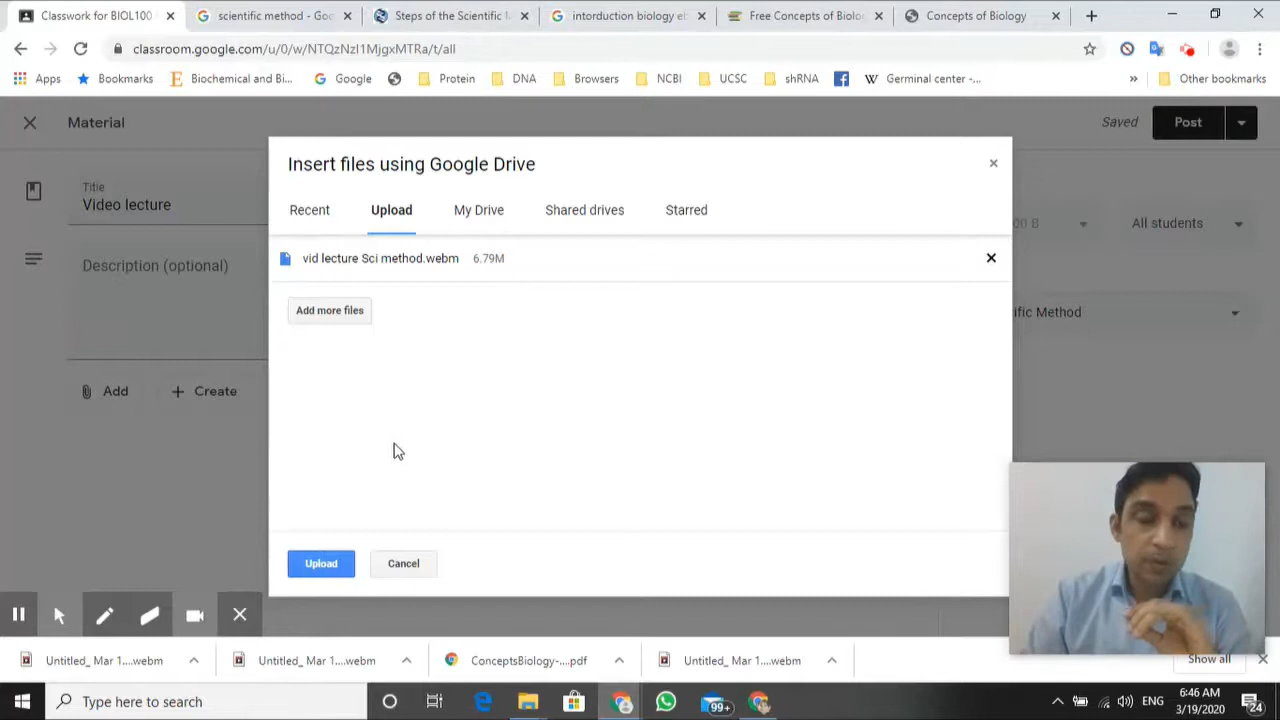 Classwork for BIOL100
scientific method - Goo
Steps of the Scientific
intorduction biology eb
Free Concepts of Biolo
Concepts of Biology
classroom.google.com/u/0/w/NTQzNzI1MjgxMTRa/t/all
Apps
Bookmarks
Biochemical and Bi...
Google
Protein
DNA
Browsers
NCBI
UCSC
shRNA
Germinal center -...
»
Other bookmarks
Material
Saved
Post
Title
Video lecture
Description (optional)
Add
Create
Insert files using Google Drive
Recent
Upload
My Drive
Shared drives
Starred
vid lecture Sci method.webm
6.79M
Add more files
Upload
Cancel
00 B
All students
ific Method
Untitled_ Mar 1....webm
Untitled_ Mar 1....webm
ConceptsBiology-....pdf
Untitled_ Mar 1....webm
Show all
Type here to search
99+
ENG
6:46 AM
3/19/2020
24